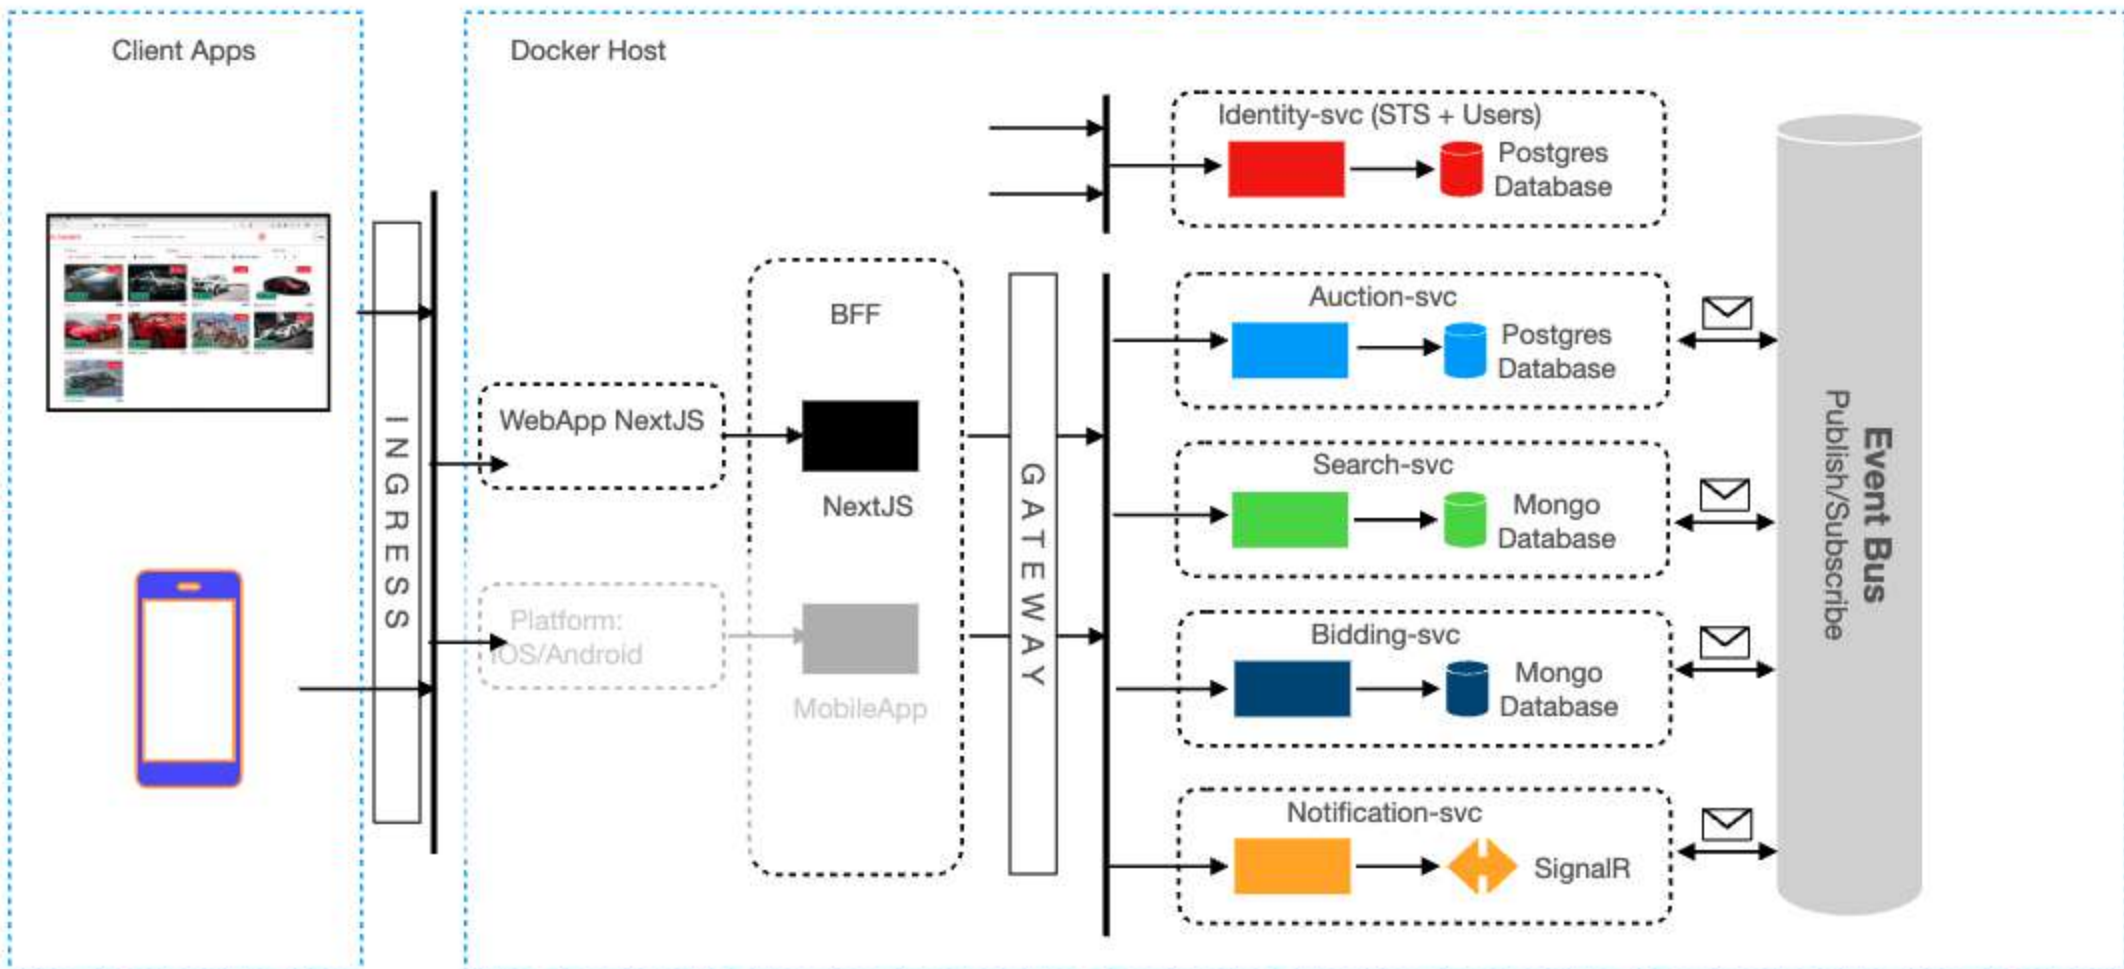 Client Apps
Docker Host
INGRESS
WebApp NextJS
Platform:
iOS/Android
BFF
NextJS
MobileApp
GATEWAY
Identity-svc (STS + Users)
Postgres
Database
Auction-svc
Postgres
Database
Search-svc
Mongo
Database
Bidding-svc
Mongo
Database
Notification-svc
SignalR
Event Bus
Publish/Subscribe